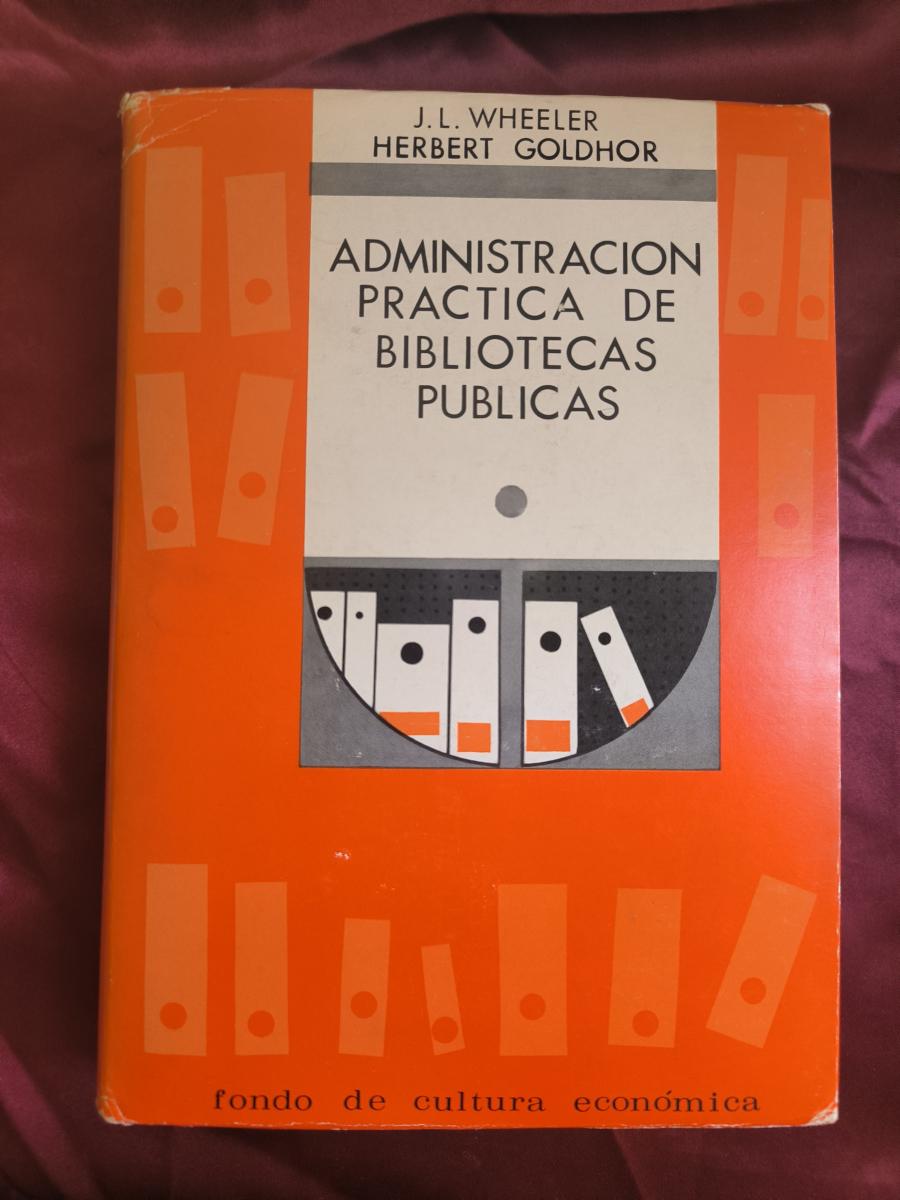 J. L. WHEELER
HERBERT GOLDHOR
ADMINISTRACION
PRACTICA DE
BIBLIOTECAS
PUBLICAS
fondo de cultura económica